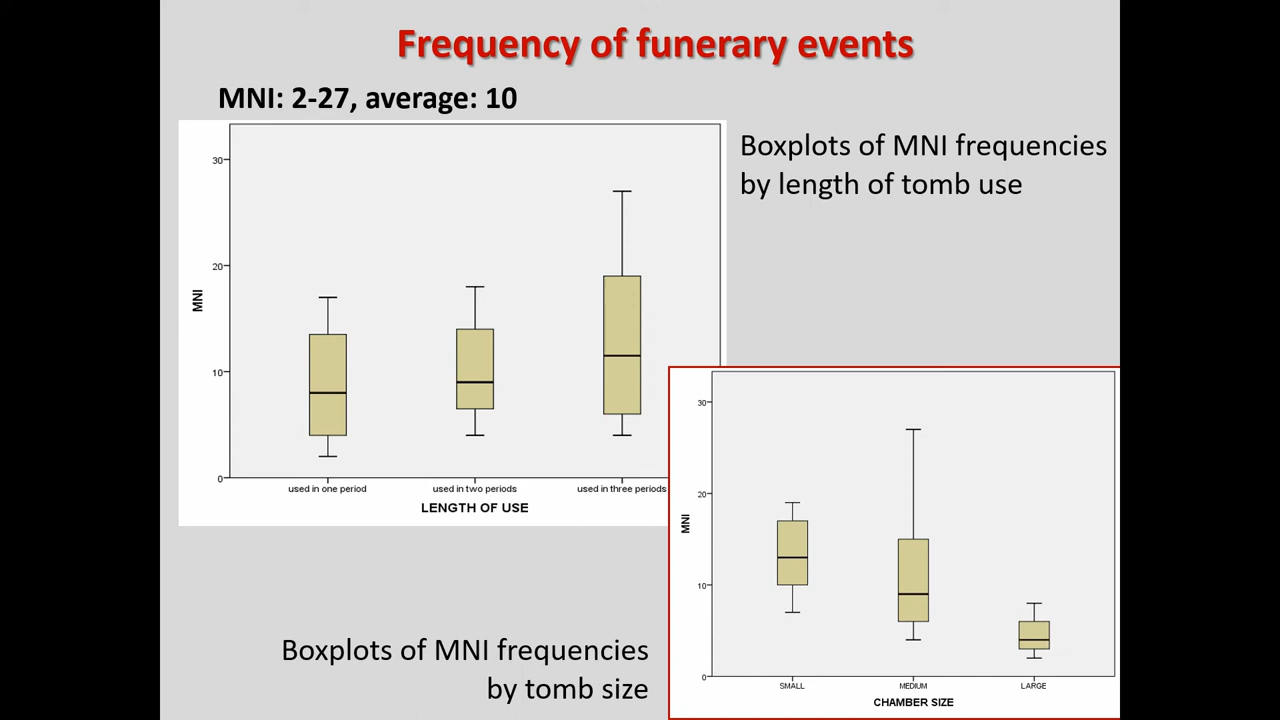 Frequency of funerary events
MNI: 2-27, average: 10
Boxplots of MNI frequencies
by length of tomb use
30
20
10
0
MNI
used in one period
used in two periods
used in three periods
LENGTH OF USE
Boxplots of MNI frequencies
by tomb size
30
20
10
0
MNI
SMALL
MEDIUM
LARGE
CHAMBER SIZE